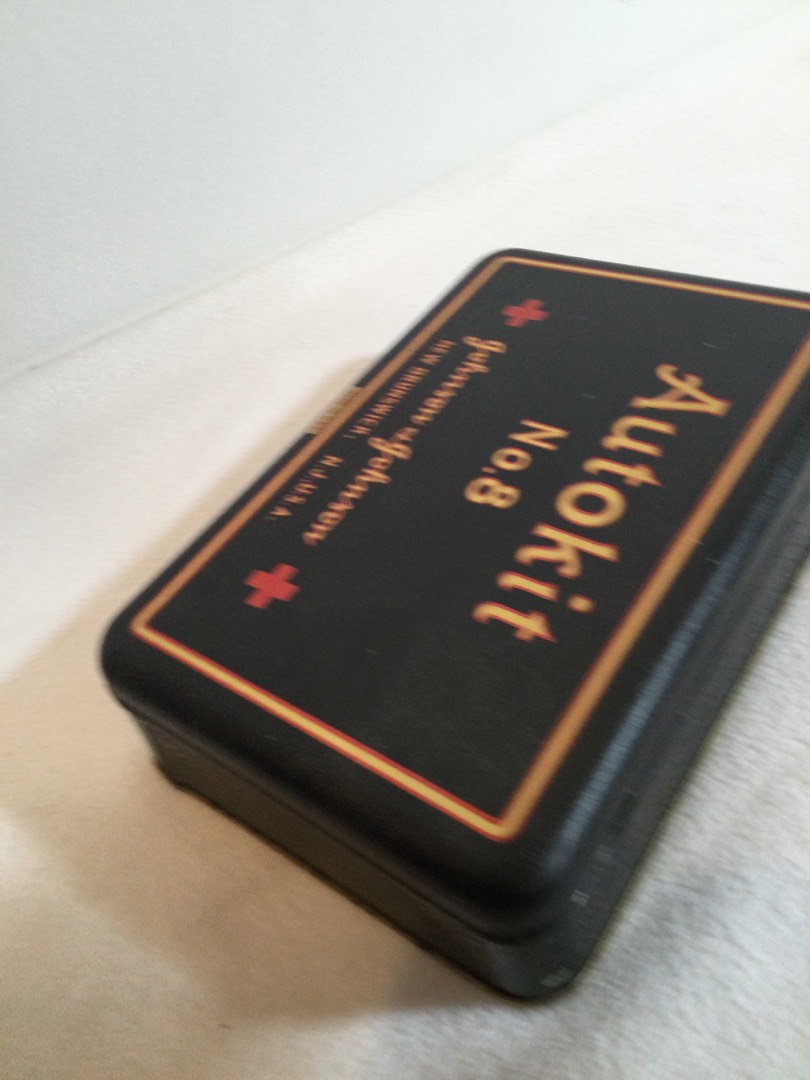 Autokit
No.8
Johnson & Johnson
NEW BRUNSWICK, N.J.U.S.A.